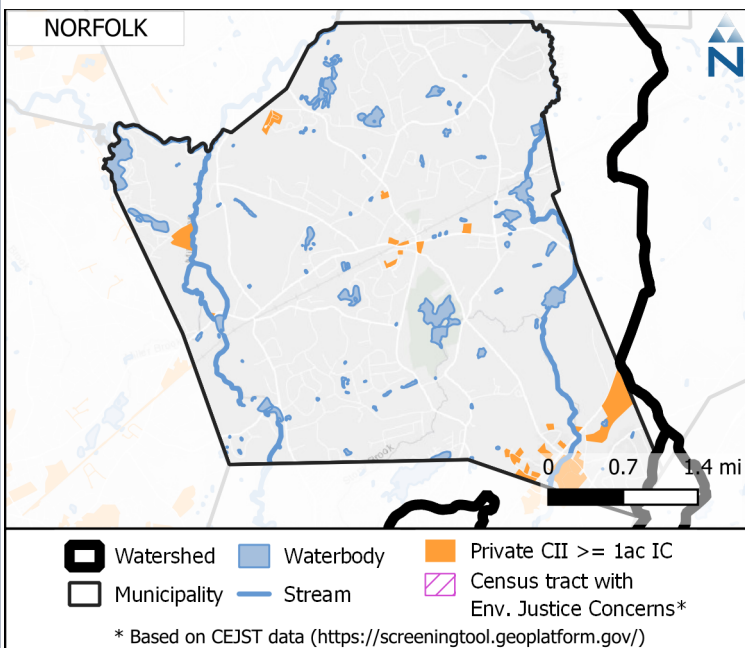 NORFOLK
N
Brook
0 0.7 1.4 mi
Watershed
Waterbody
Private CII >= 1ac IC
Municipality
Stream
Census tract with
Env. Justice Concerns*
* Based on CEJST data (https://screeningtool.geoplatform.gov/)